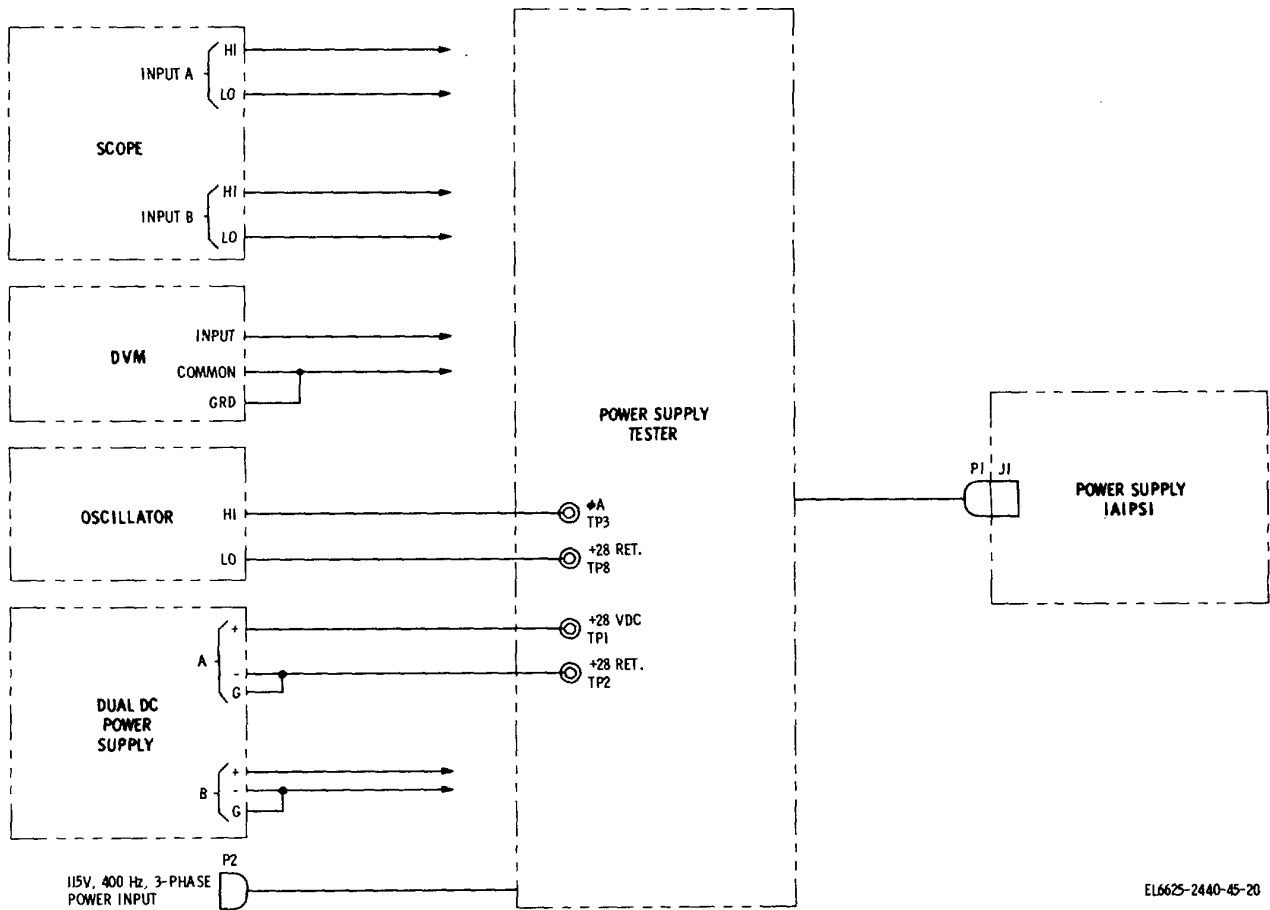 HI
INPUT A
LO
SCOPE
HI
INPUT B
LO
INPUT
DVM
COMMON
GRD
OSCILLATOR
HI
LO
+
A
-
G
DUAL DC
POWER
SUPPLY
+
B
-
G
P2
115V, 400 Hz, 3-PHASE
POWER INPUT
POWER SUPPLY
TESTER
φA
TP3
+28 RET.
TP8
+28 VDC
TP1
+28 RET.
TP2
P1 J1
POWER SUPPLY
1A1PS1
EL6625-2440-45-20